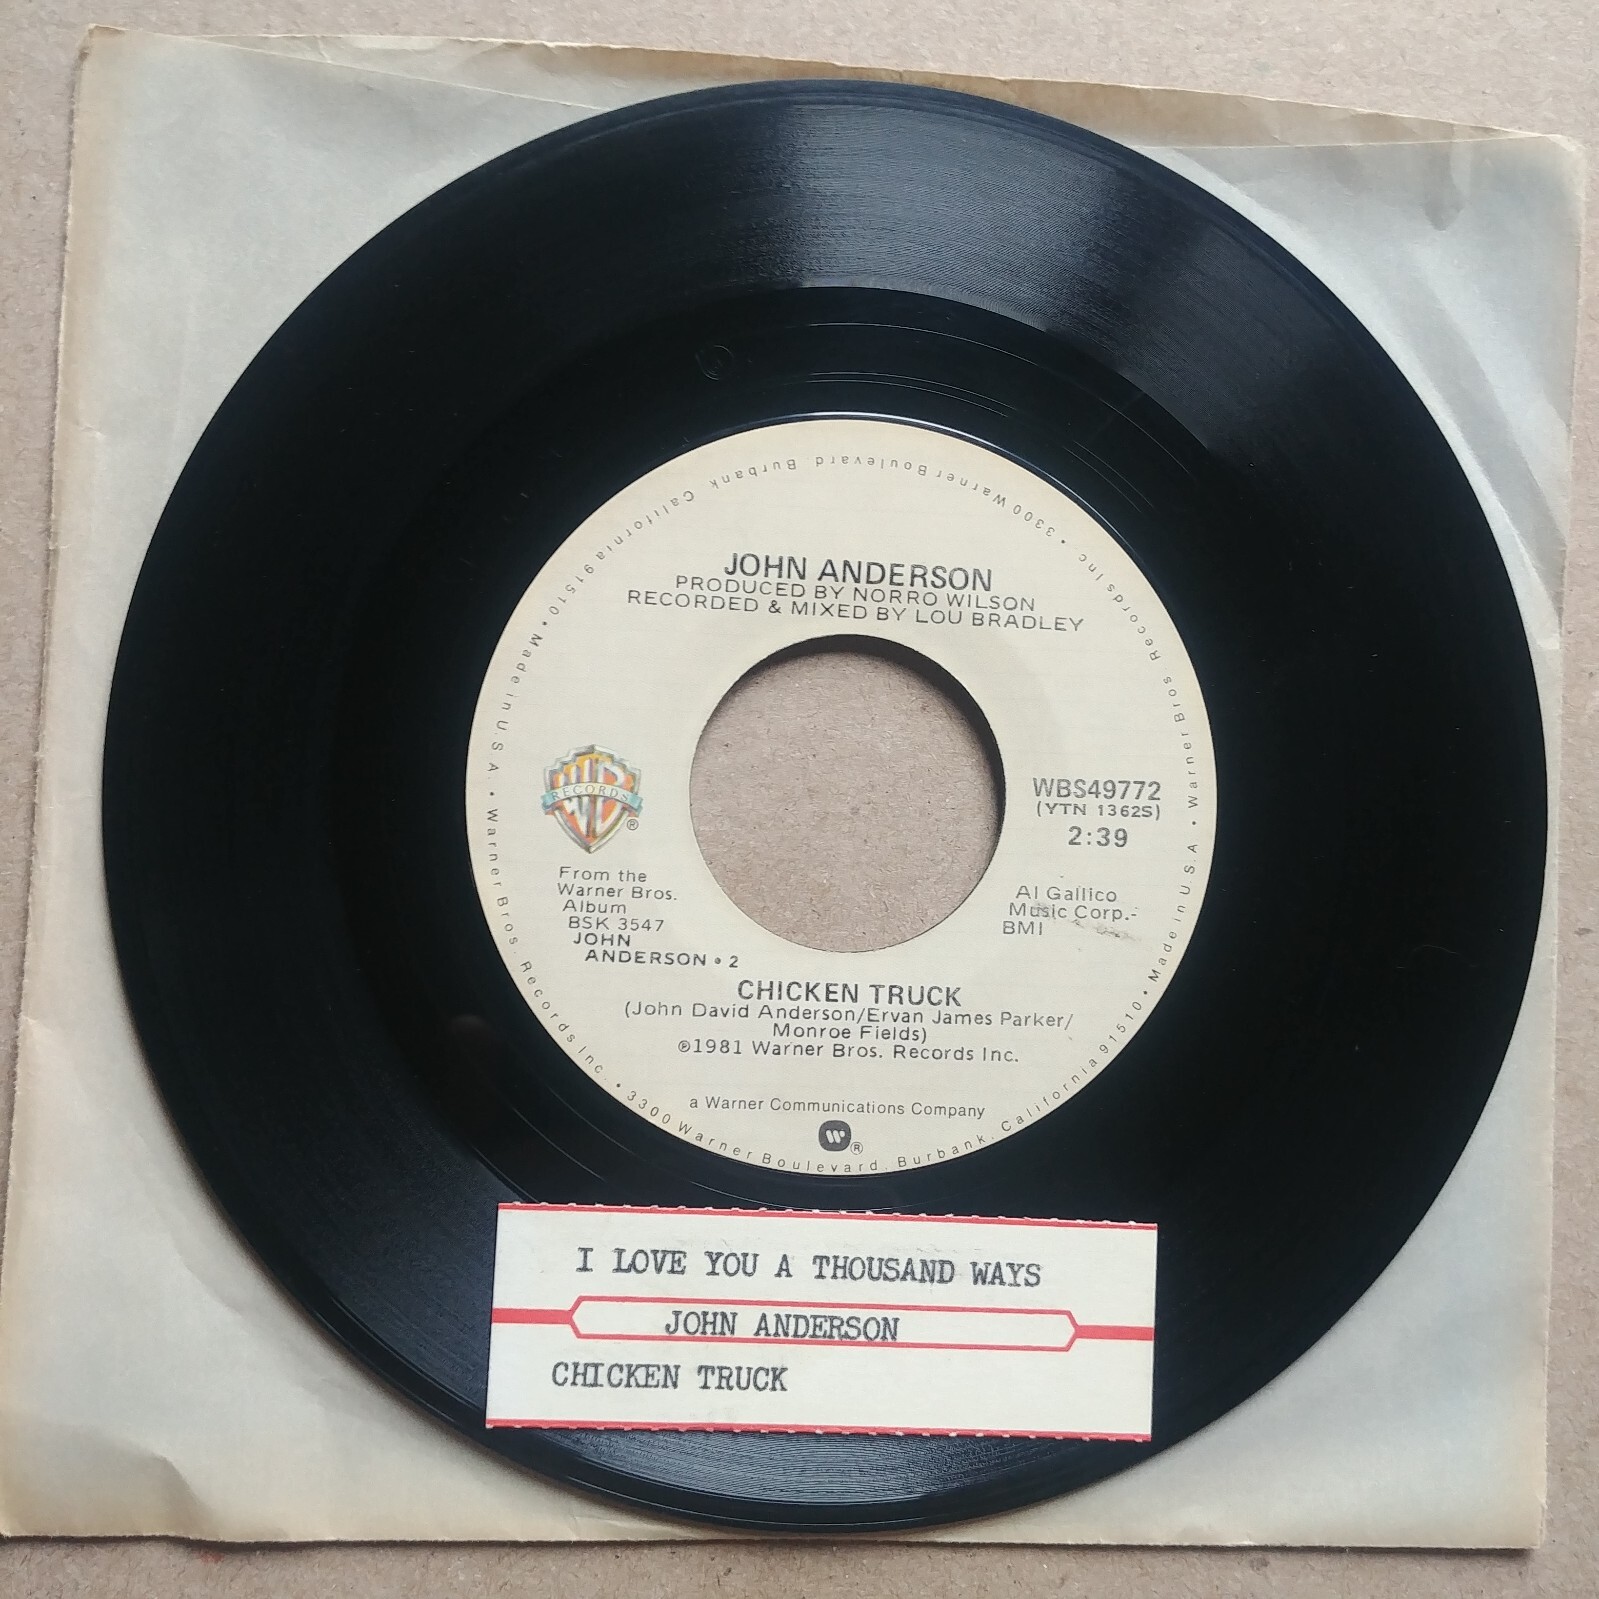 JOHN ANDERSON
PRODUCED BY NORRO WILSON
RECORDED & MIXED BY LOU BRADLEY
WB
RECORDS
®
WBS49772
(YTN 1362S)
2:39
From the
Warner Bros.
Album
BSK 3547
JOHN
ANDERSON • 2
Al Gallico
Music Corp.-
BMI
CHICKEN TRUCK
(John David Anderson/Ervan James Parker/
Monroe Fields)
℗1981 Warner Bros. Records Inc.
a Warner Communications Company
®
Warner Bros. Records Inc. • 3300 Warner Boulevard, Burbank, California 91510 • Made in U.S.A. •
Warner Bros Records Inc • 3300 Warner Boulevard Burbank California 91510 • Made in U.S.A. •
I LOVE YOU A THOUSAND WAYS
JOHN ANDERSON
CHICKEN TRUCK